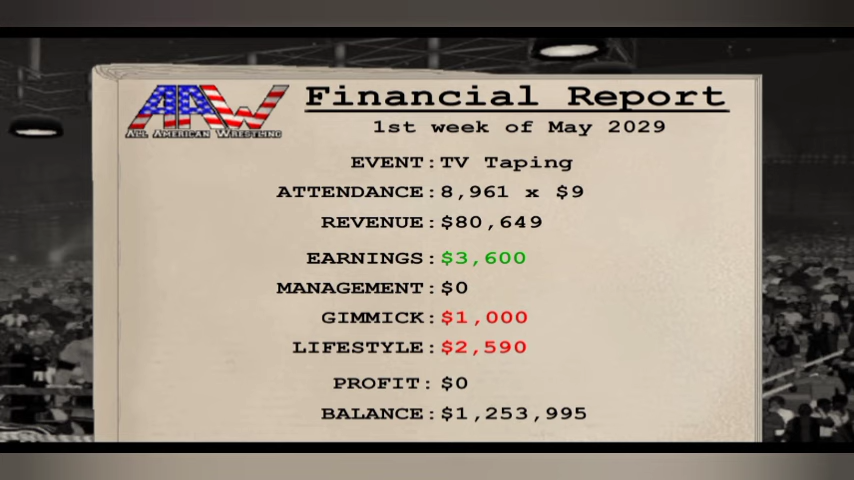 AAW
ALL AMERICAN WRESTLING
Financial Report
1st week of May 2029
EVENT: TV Taping
ATTENDANCE: 8,961 x $9
REVENUE: $80,649
EARNINGS: $3,600
MANAGEMENT: $0
GIMMICK: $1,000
LIFESTYLE: $2,590
PROFIT: $0
BALANCE: $1,253,995